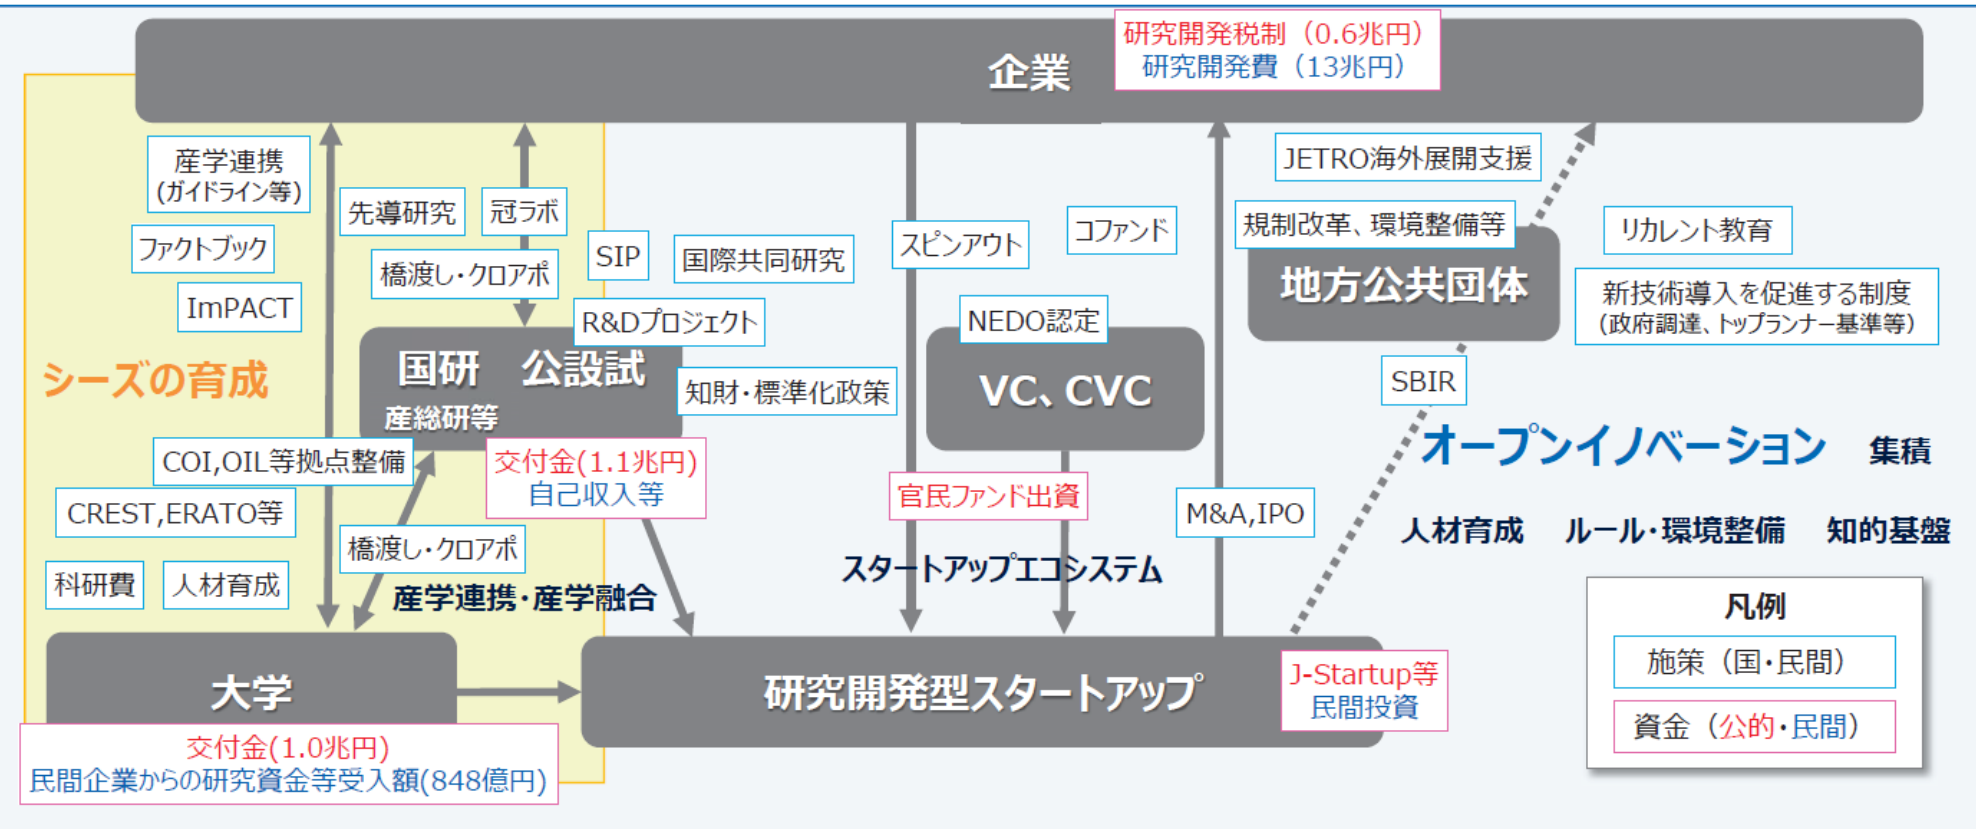 企業
研究開発税制（0.6兆円）
研究開発費（13兆円）
産学連携
(ガイドライン等)
先導研究
冠ラボ
ファクトブック
橋渡し・クロアポ
SIP
国際共同研究
ImPACT
R&Dプロジェクト
スピンアウト
コファンド
JETRO海外展開支援
規制改革、環境整備等
リカレント教育
地方公共団体
新技術導入を促進する制度
（政府調達、トップランナー基準等）
NEDO認定
VC、CVC
国研　公設試
産総研等
知財・標準化政策
シーズの育成
SBIR
オープンイノベーション　集積
人材育成　ルール・環境整備　知的基盤
COI,OIL等拠点整備
交付金(1.1兆円)
自己収入等
CREST,ERATO等
官民ファンド出資
M&A,IPO
橋渡し・クロアポ
科研費
人材育成
産学連携・産学融合
スタートアップエコシステム
大学
交付金(1.0兆円)
民間企業からの研究資金等受入額(848億円)
研究開発型スタートアップ
J-Startup等
民間投資
凡例
施策（国・民間）
資金（公的・民間）